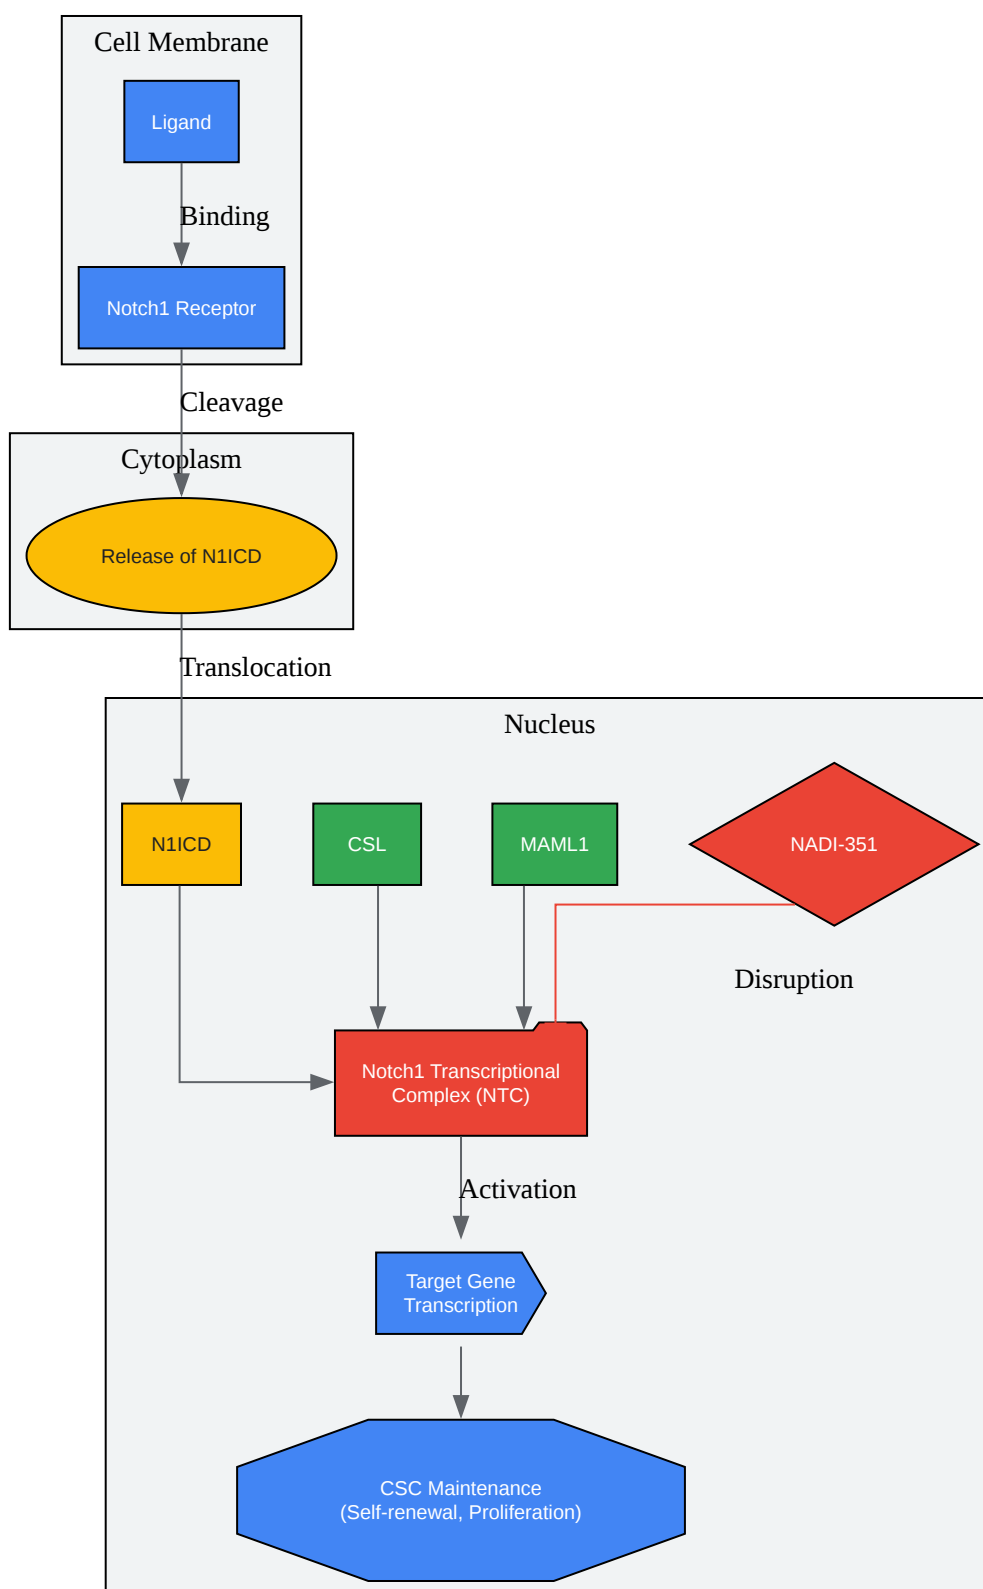 Cell Membrane
Ligand
Binding
Notch1 Receptor
Cleavage
Cytoplasm
Release of N1ICD
Translocation
Nucleus
N1ICD
CSL
MAML1
NADI-351
Disruption
Notch1 Transcriptional
Complex (NTC)
Activation
Target Gene
Transcription
CSC Maintenance
(Self-renewal, Proliferation)